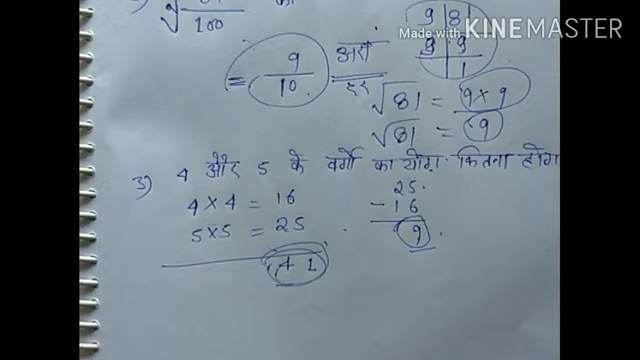 100
9 | 81
9 | 9
1
Made with KINEMASTER
= 9/10 अंश/हर
√81 = 9×9
√81 = 9
3) 4 और 5 के वर्गों का योग कितना होगा
4×4 = 16
5×5 = 25
41
25
-16
9